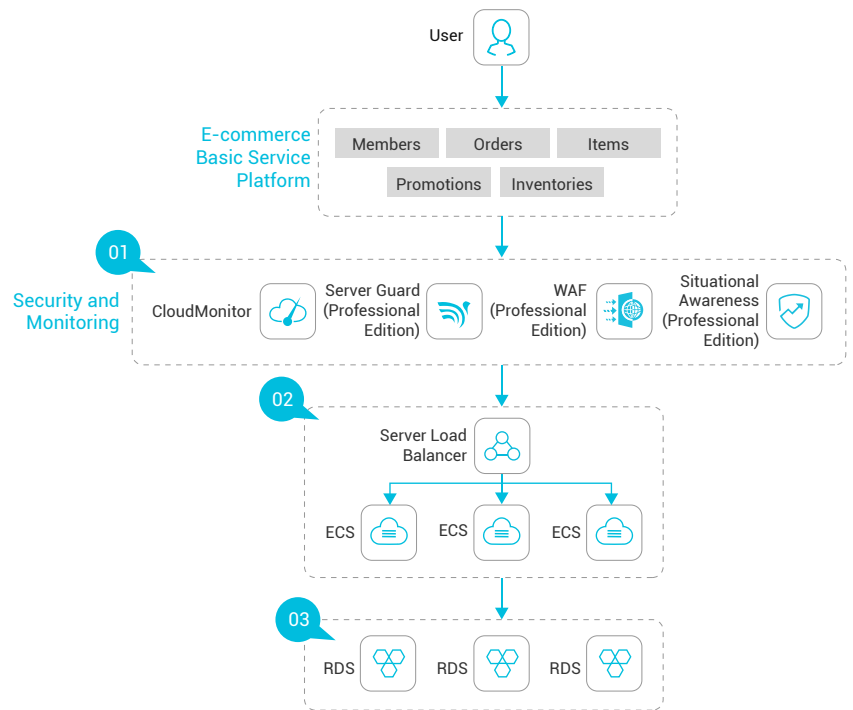 User
E-commerce
Basic Service
Platform
Members
Orders
Items
Promotions
Inventories
01
Security and
Monitoring
CloudMonitor
Server Guard
(Professional
Edition)
WAF
(Professional
Edition)
Situational
Awareness
(Professional
Edition)
02
Server Load
Balancer
ECS
ECS
ECS
03
RDS
RDS
RDS